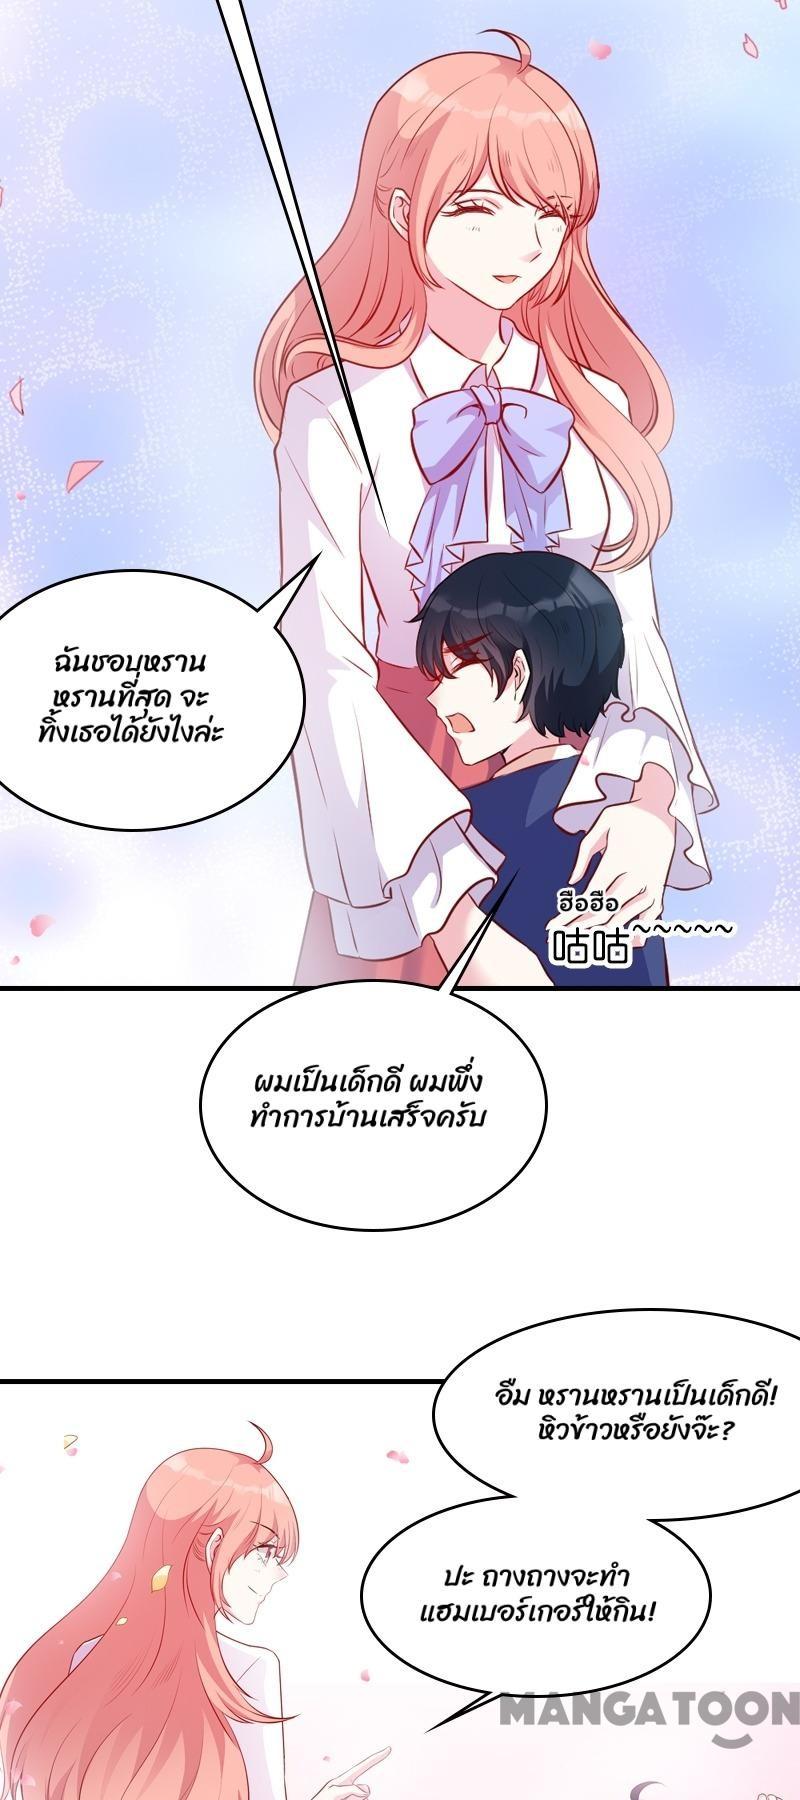 ฉันชอบหราน
หรานที่สุด จะ
ทิ้งเธอได้ยังไงล่ะ
ฮือฮือ
咕咕~~~~~
ผมเป็นเด็กดี ผมพึ่ง
ทำการบ้านเสร็จครับ
อืม หรานหรานเป็นเด็กดี!
หิวข้าวหรือยังจ๊ะ?
ปะ ถางถางจะทำ
แฮมเบอร์เกอร์ให้กิน!
MANGATOON